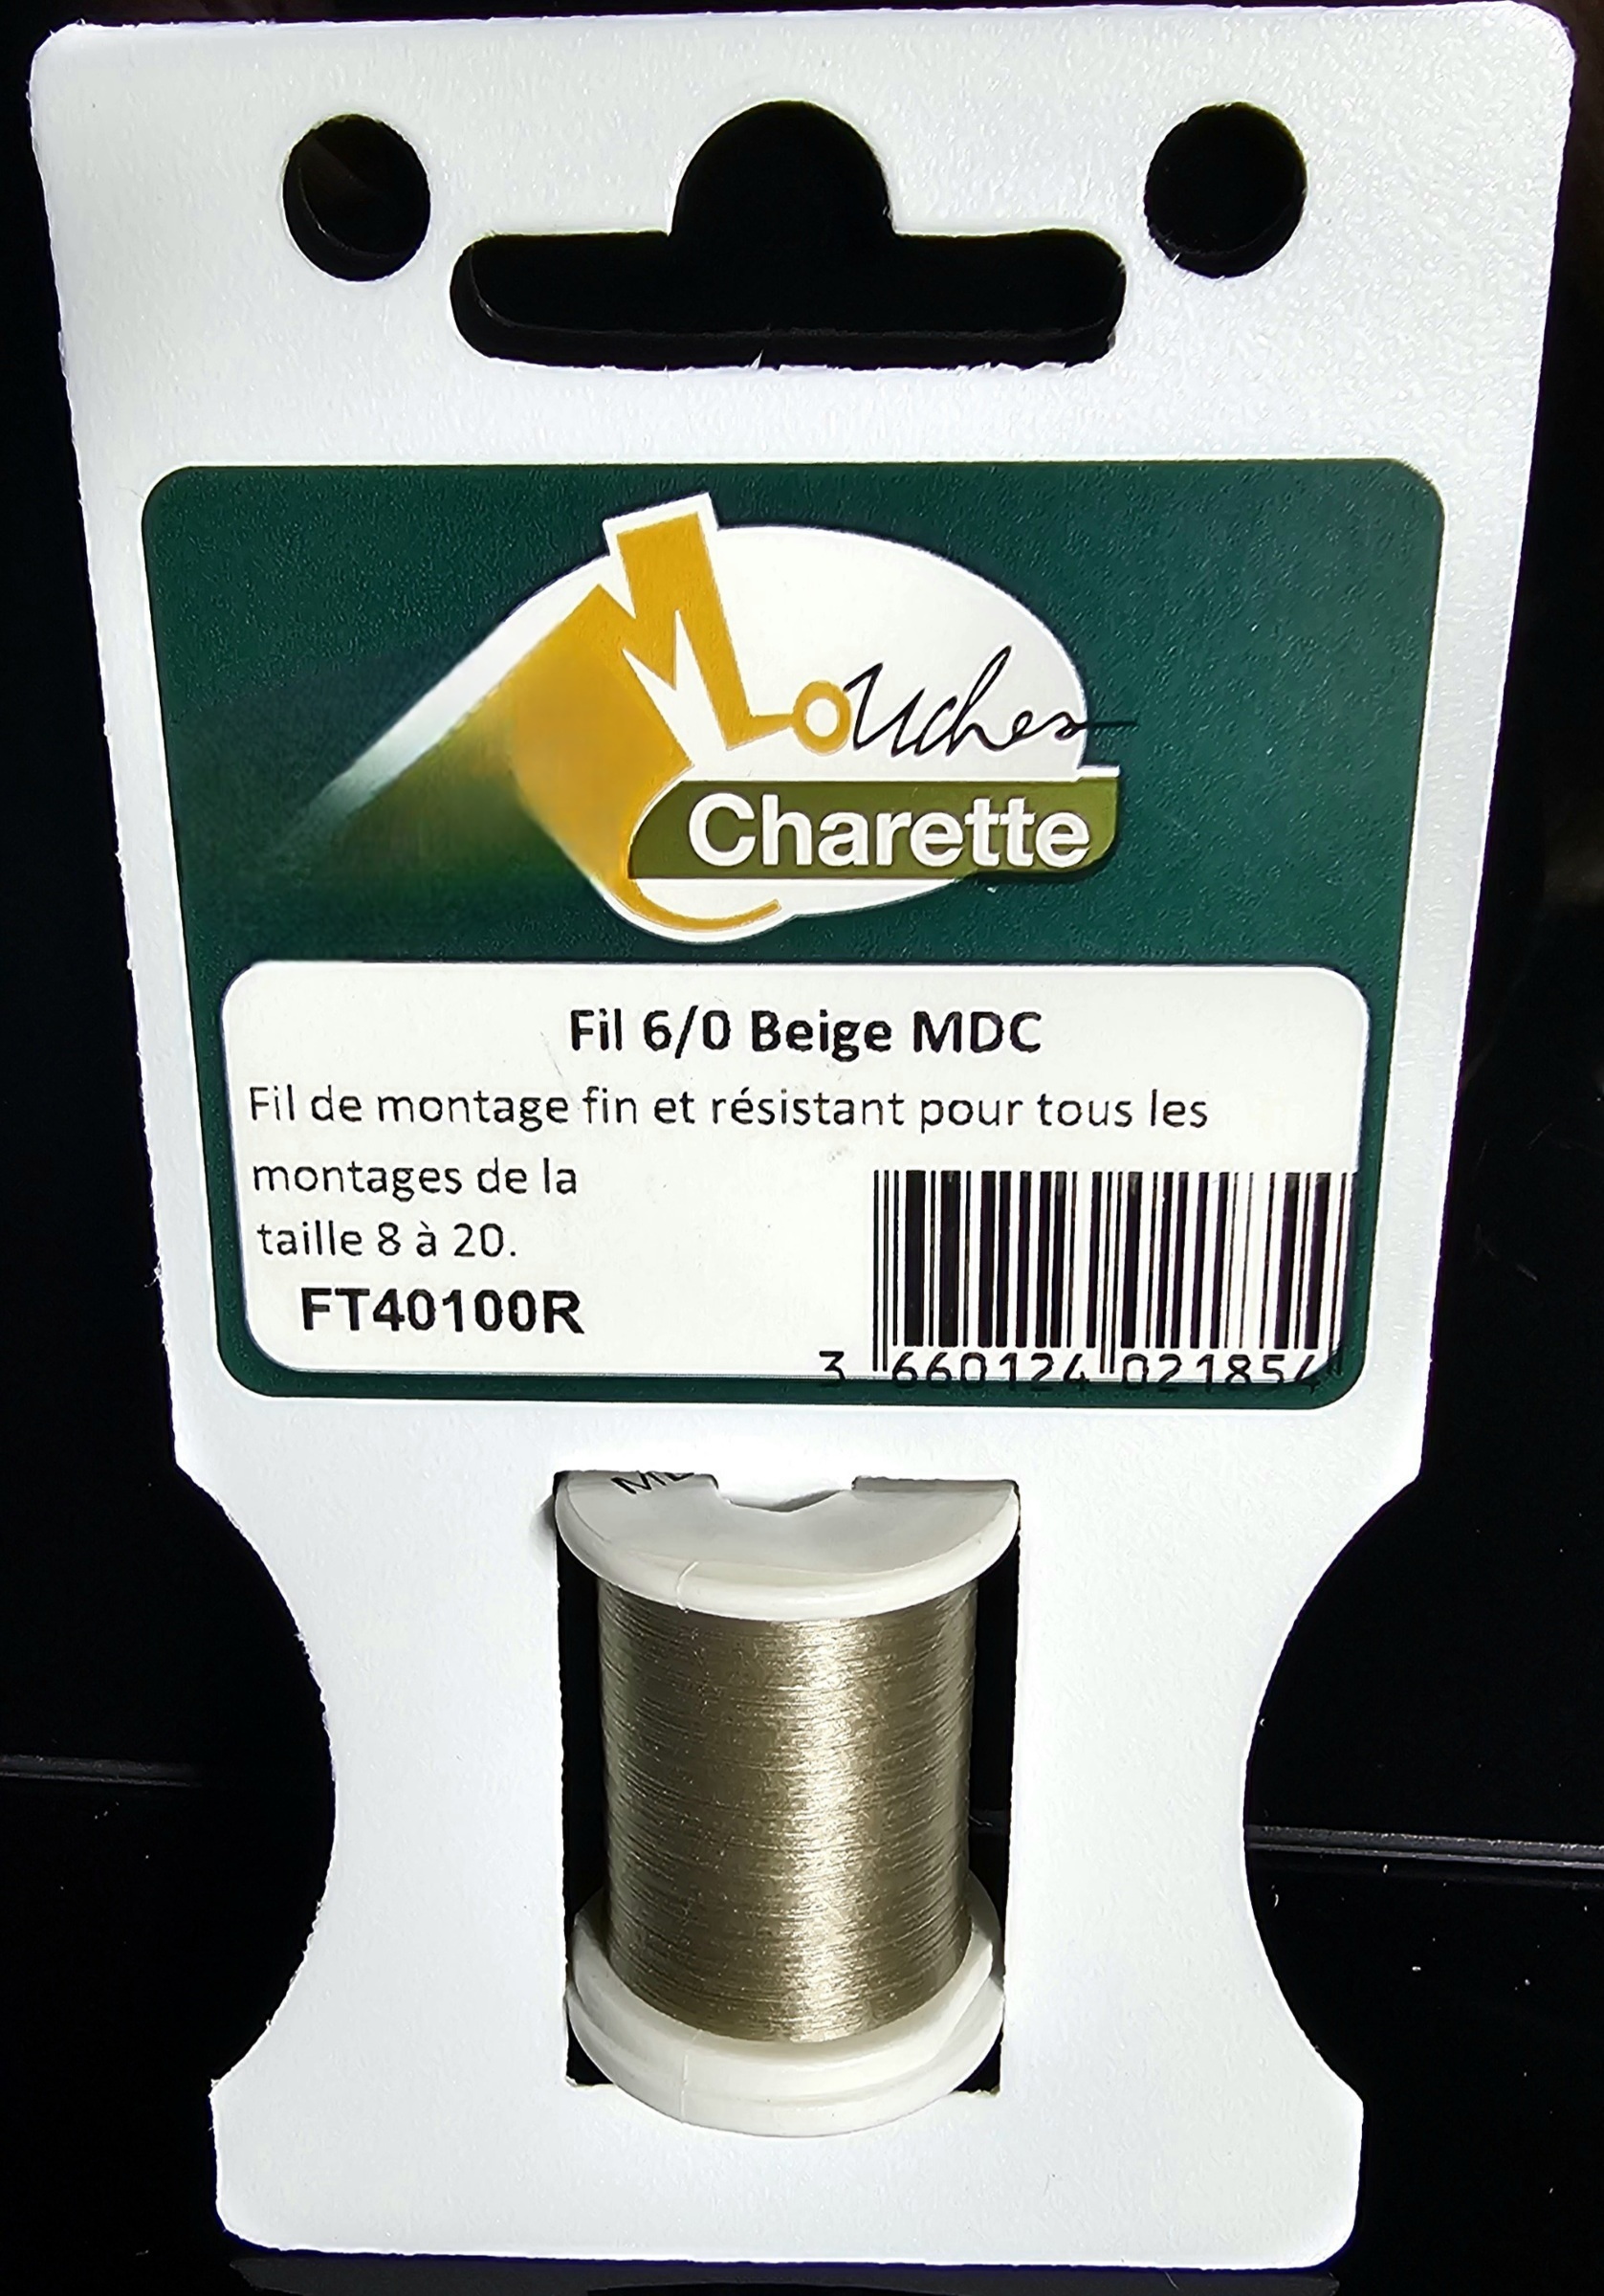 Mouches
Charette
Fil 6/0 Beige MDC
Fil de montage fin et résistant pour tous les
montages de la
taille 8 à 20.
FT40100R
3 660124 021854